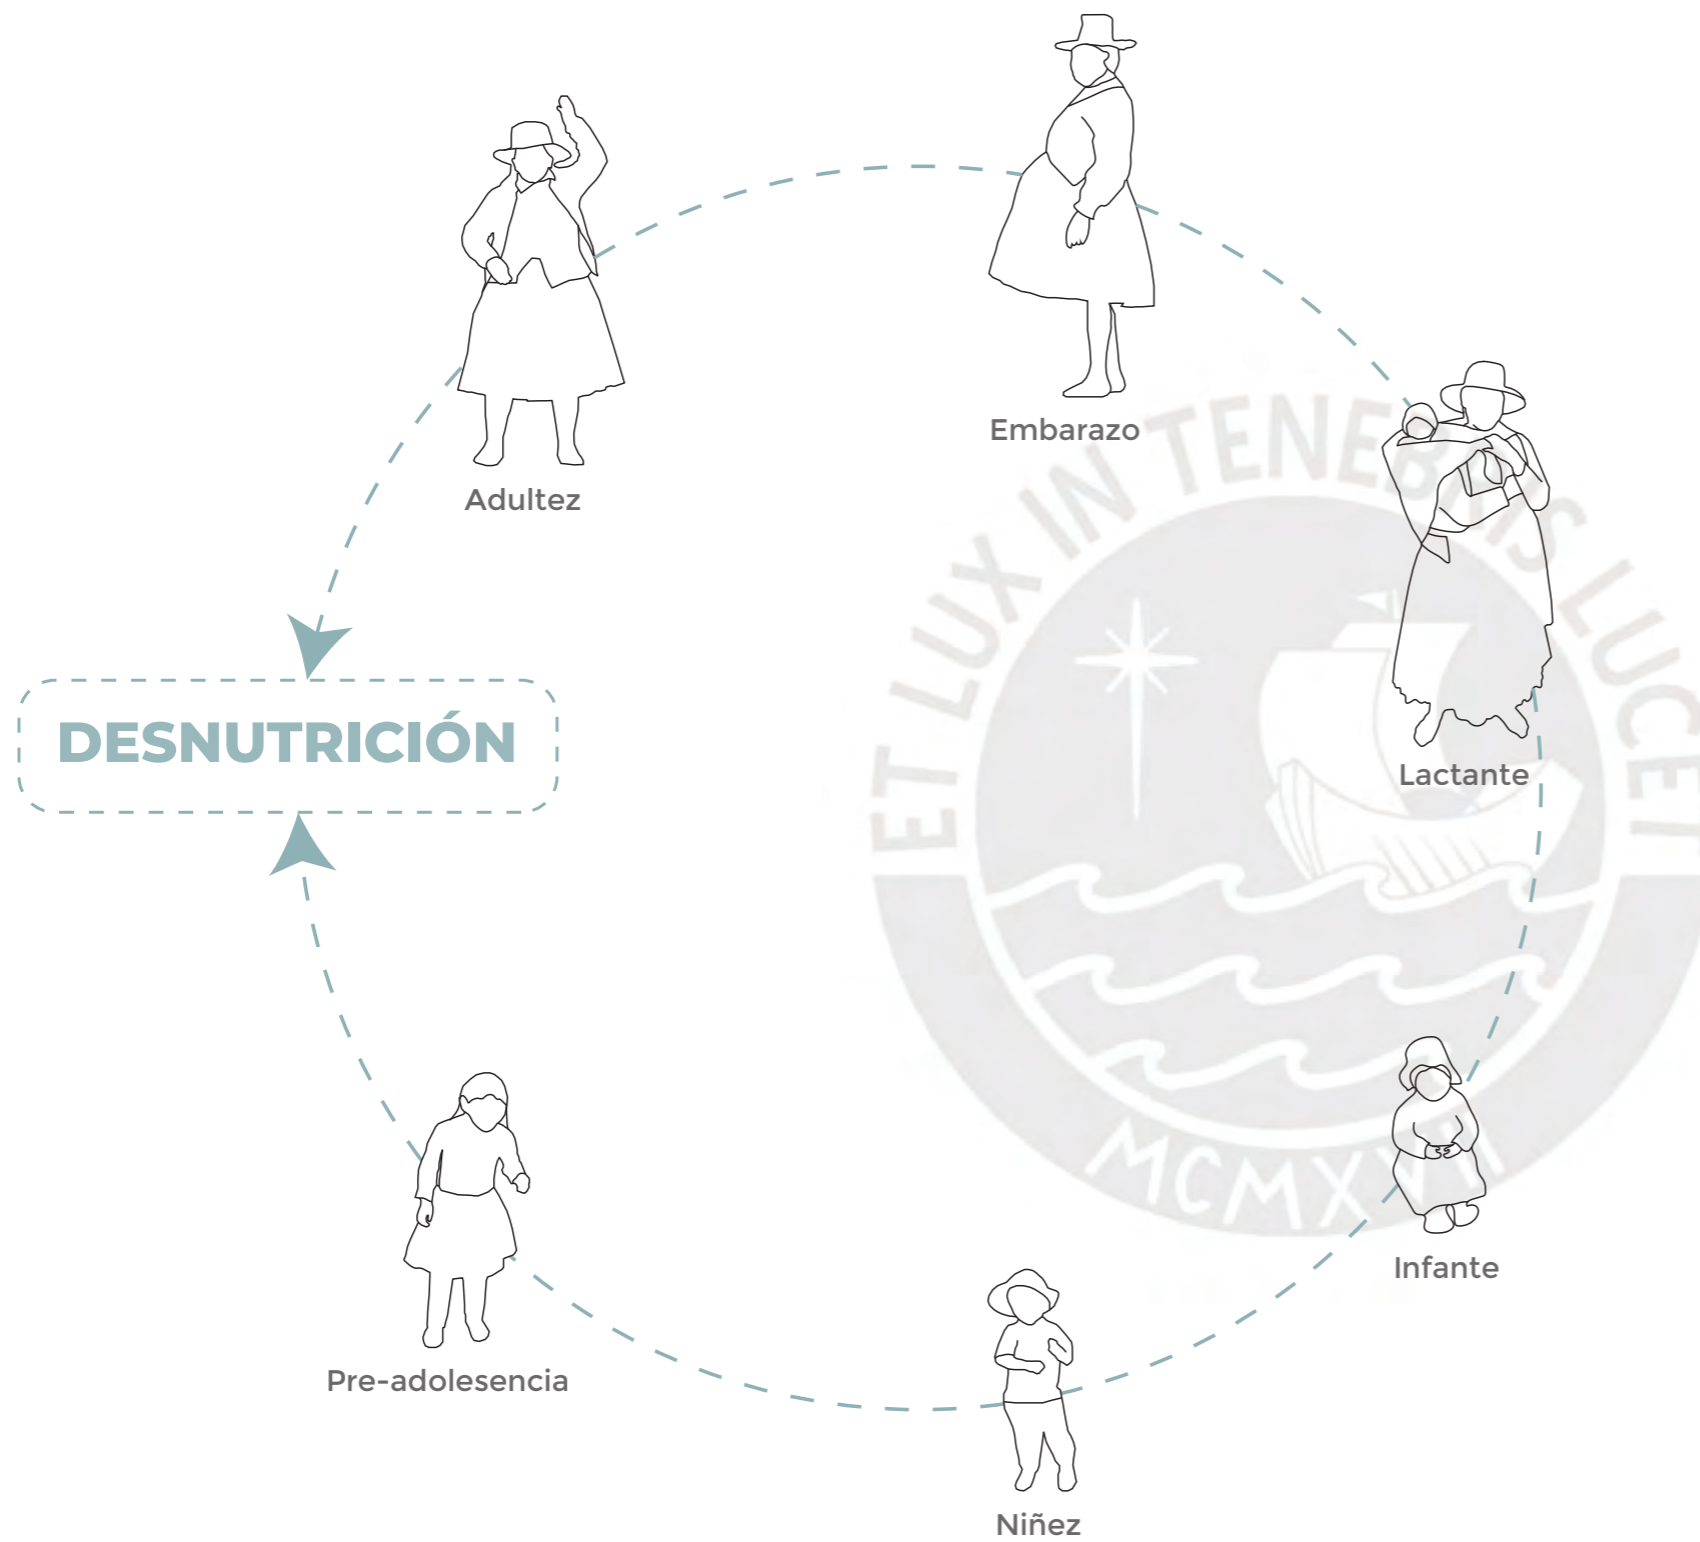 Embarazo
Adultez
Lactante
DESNUTRICIÓN
Infante
Pre-adolesencia
Niñez
ET LUX IN TENEBRIS LUCET
MCMXVII